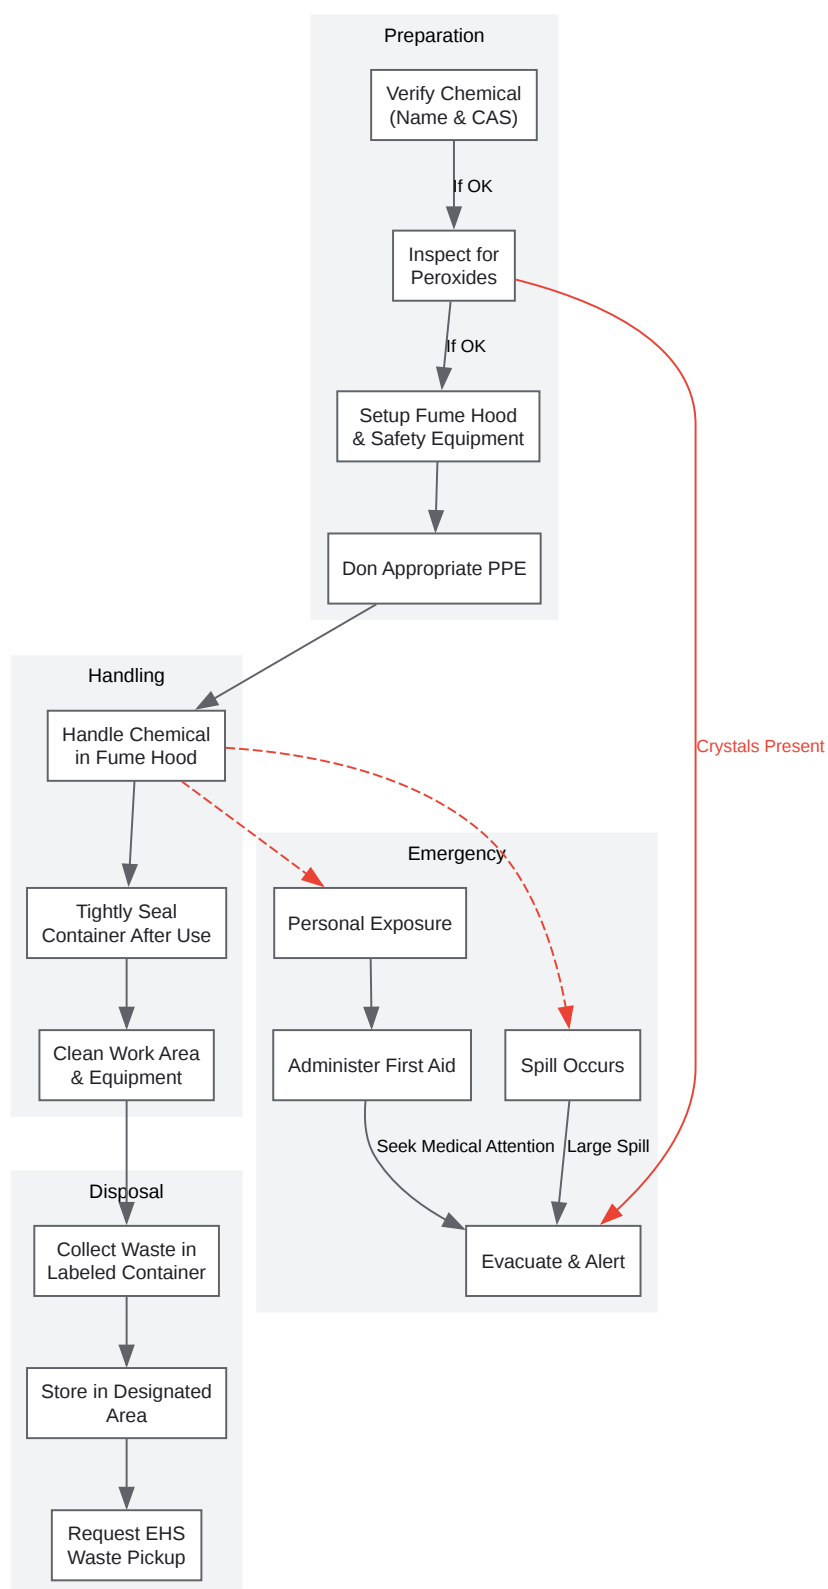 Preparation
Verify Chemical
(Name & CAS)
If OK
Inspect for
Peroxides
If OK
Setup Fume Hood
& Safety Equipment
Don Appropriate PPE
Handling
Handle Chemical
in Fume Hood
Crystals Present
Tightly Seal
Container After Use
Clean Work Area
& Equipment
Emergency
Personal Exposure
Administer First Aid
Spill Occurs
Seek Medical Attention
Large Spill
Evacuate & Alert
Disposal
Collect Waste in
Labeled Container
Store in Designated
Area
Request EHS
Waste Pickup